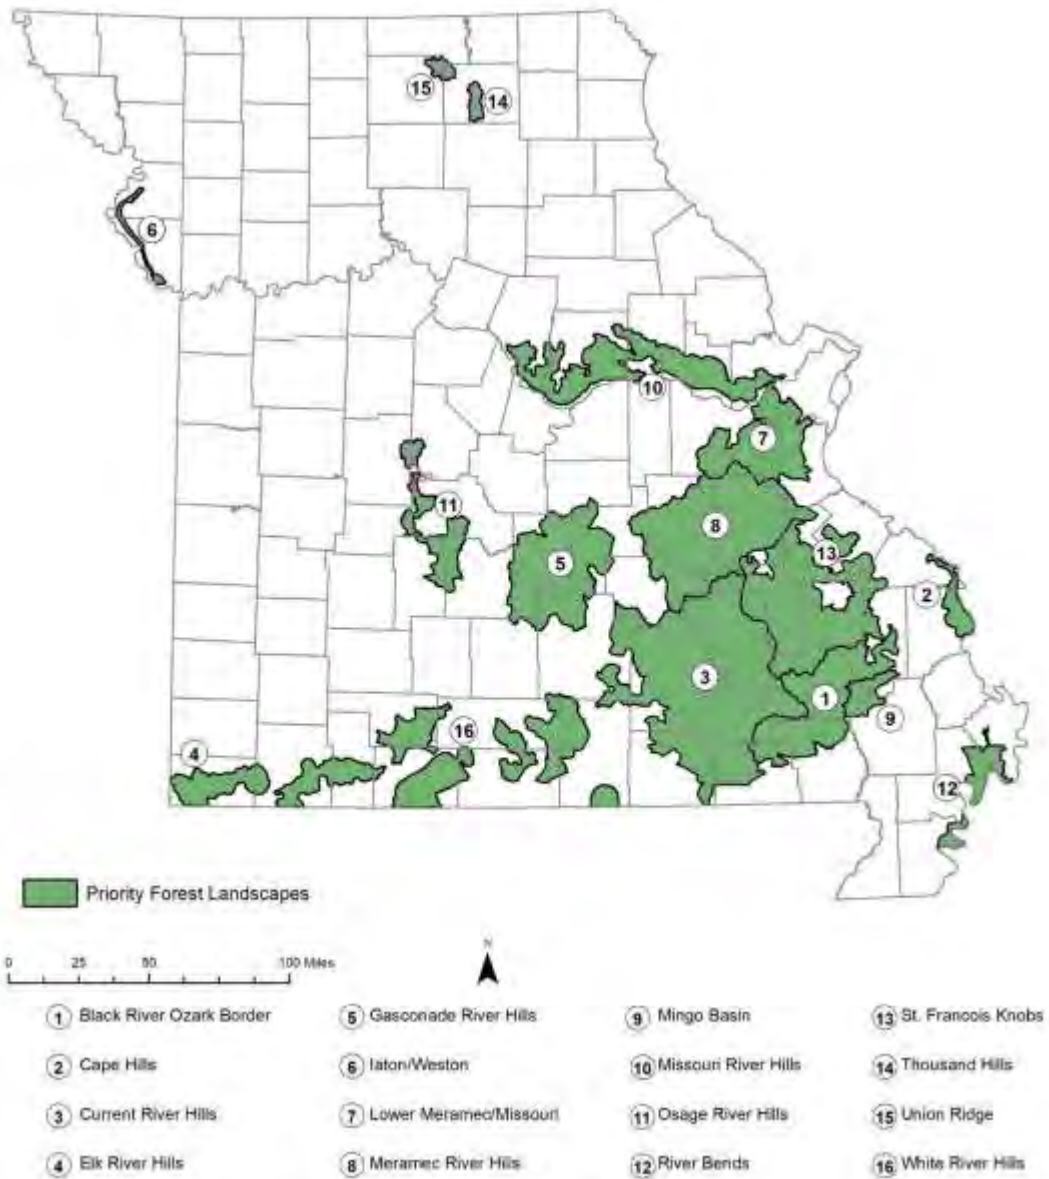 15
14
6
10
7
11
8
13
5
2
3
1
9
16
4
12
Priority Forest Landscapes
0 25 50 100 Miles
N
1 Black River Ozark Border
5 Gasconade River Hills
9 Mingo Basin
13 St. Francois Knobs
2 Cape Hills
6 Iaton/Weston
10 Missouri River Hills
14 Thousand Hills
3 Current River Hills
7 Lower Meramec/Missouri
11 Osage River Hills
15 Union Ridge
4 Elk River Hills
8 Meramec River Hills
12 River Bends
16 White River Hills